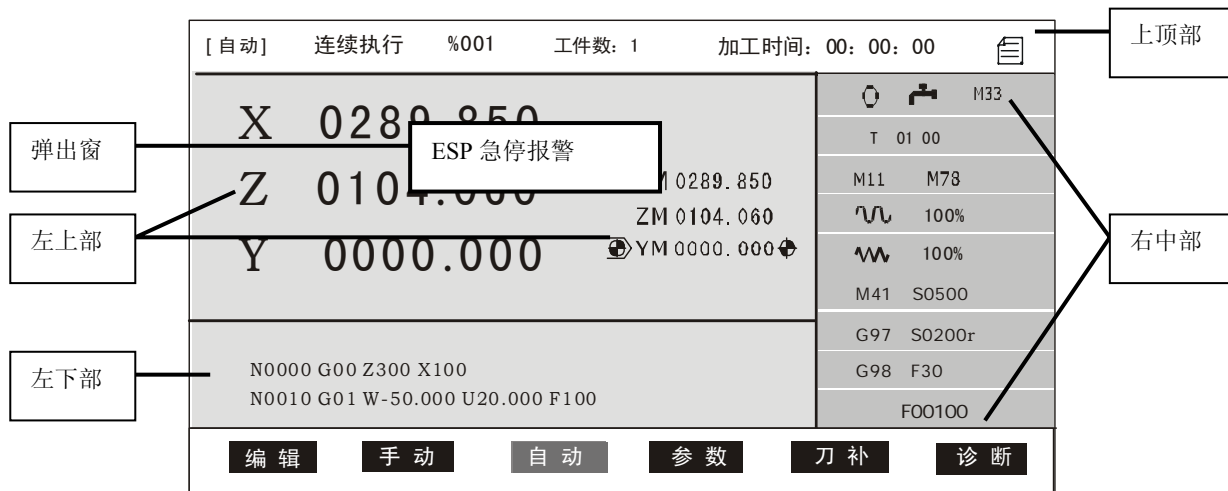 [自动] 连续执行 %001 工件数: 1 加工时间: 00: 00: 00
上顶部
M33
T 01 00
M11 M78
100%
100%
M41 S0500
G97 S0200r
G98 F30
F00100
右中部
弹出窗
左上部
左下部
X 0289.850
ESP 急停报警
Z 0104.060
Y 0000.000
0289.850
ZM 0104.060
YM 0000.000
N0000 G00 Z300 X100
N0010 G01 W-50.000 U20.000 F100
编辑 手动 自动 参数 刀补 诊断